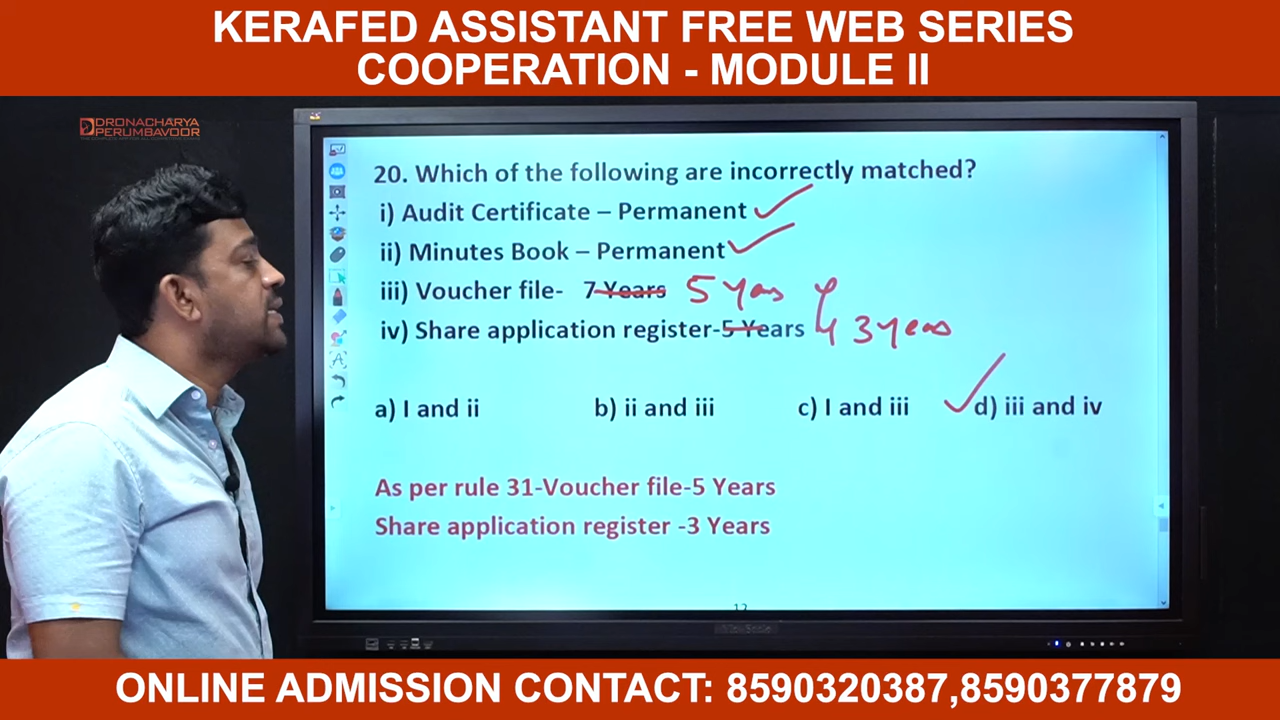 KERAFED ASSISTANT FREE WEB SERIES
COOPERATION - MODULE II
DRONACHARYA
PERUMBAVOOR
20. Which of the following are incorrectly matched?
i) Audit Certificate – Permanent
ii) Minutes Book – Permanent
iii) Voucher file- 7 Years 5 years
iv) Share application register-5 Years 3 years
a) I and ii b) ii and iii c) I and iii d) iii and iv
As per rule 31-Voucher file-5 Years
Share application register -3 Years
ONLINE ADMISSION CONTACT: 8590320387,8590377879